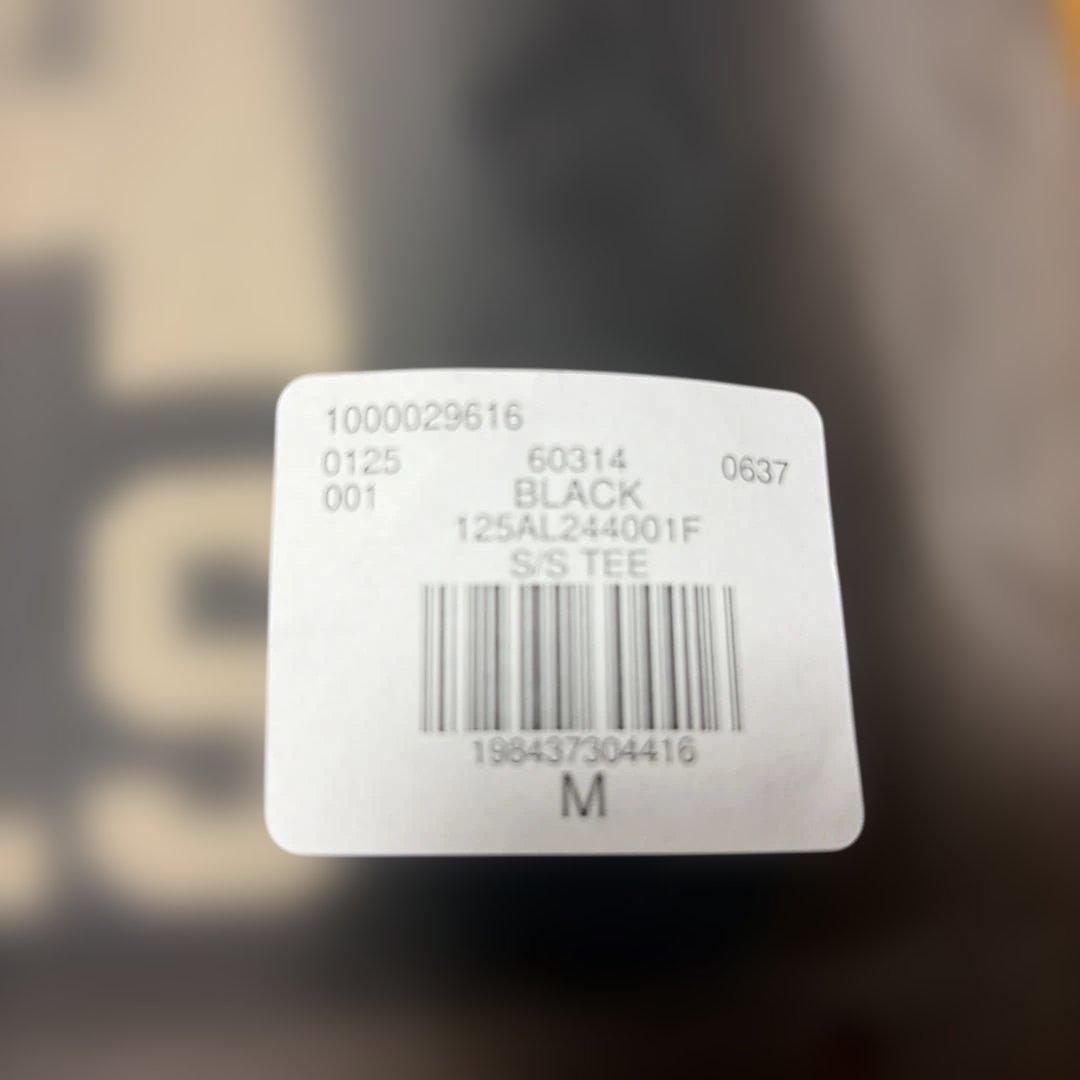 1000029616
0125 60314 0637
001 BLACK
125AL244001F
S/S TEE
198437304416
M